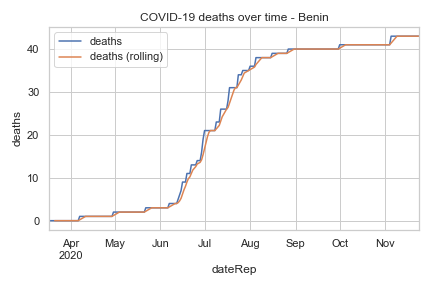 COVID-19 deaths over time - Benin
deaths
deaths (rolling)
deaths
40
30
20
10
0
Apr
2020
May
Jun
Jul
Aug
Sep
Oct
Nov
dateRep